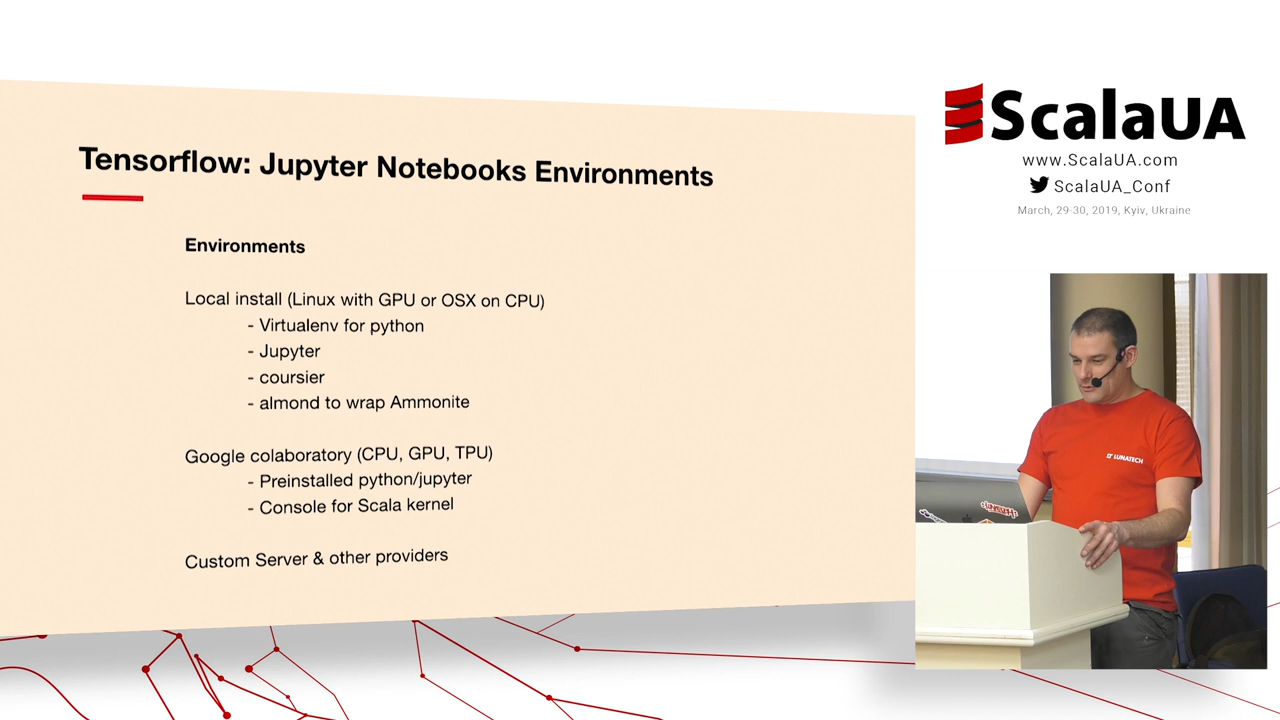 Tensorflow: Jupyter Notebooks Environments
Environments
Local install (Linux with GPU or OSX on CPU)
- Virtualenv for python
- Jupyter
- coursier
- almond to wrap Ammonite
Google colaboratory (CPU, GPU, TPU)
- Preinstalled python/jupyter
- Console for Scala kernel
Custom Server & other providers
ScalaUA
www.ScalaUA.com
ScalaUA_Conf
March, 29-30, 2019, Kyiv, Ukraine
LUNATECH